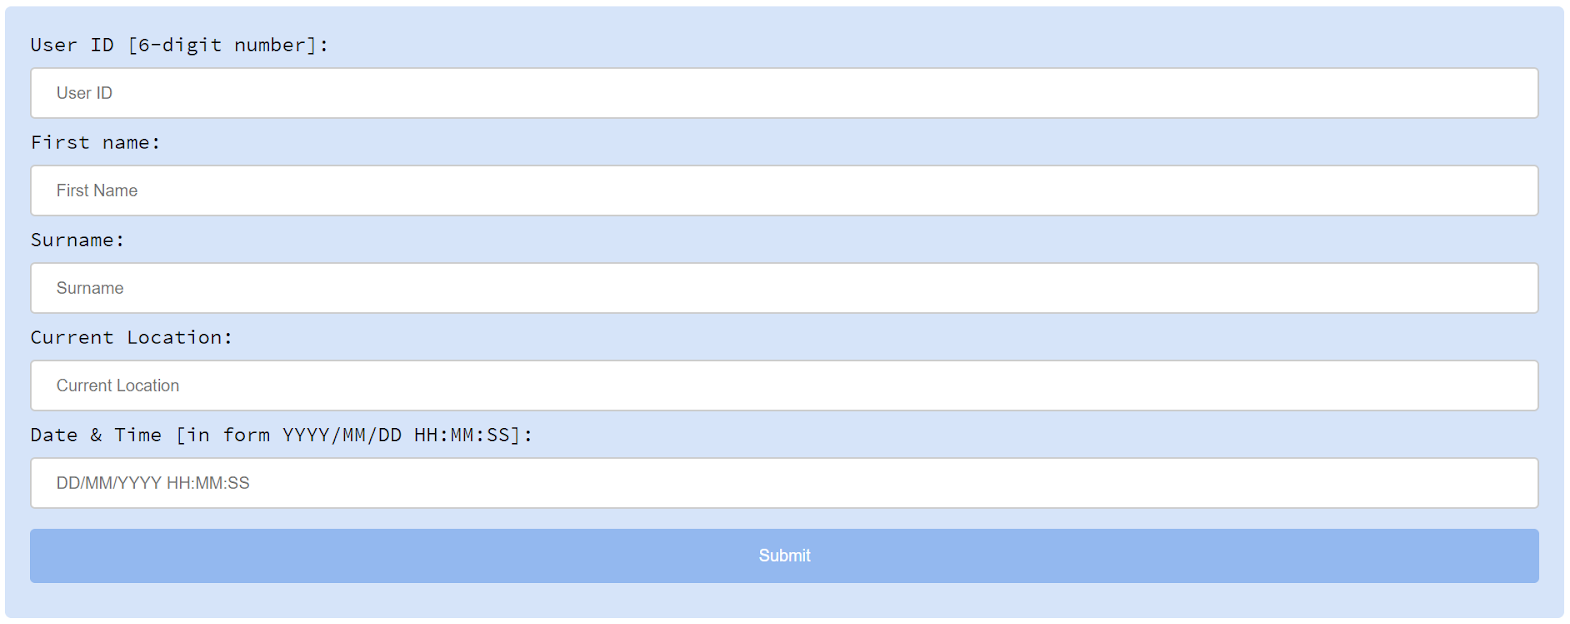 User ID [6-digit number]:
User ID
First name:
First Name
Surname:
Surname
Current Location:
Current Location
Date & Time [in form YYYY/MM/DD HH:MM:SS]:
DD/MM/YYYY HH:MM:SS
Submit